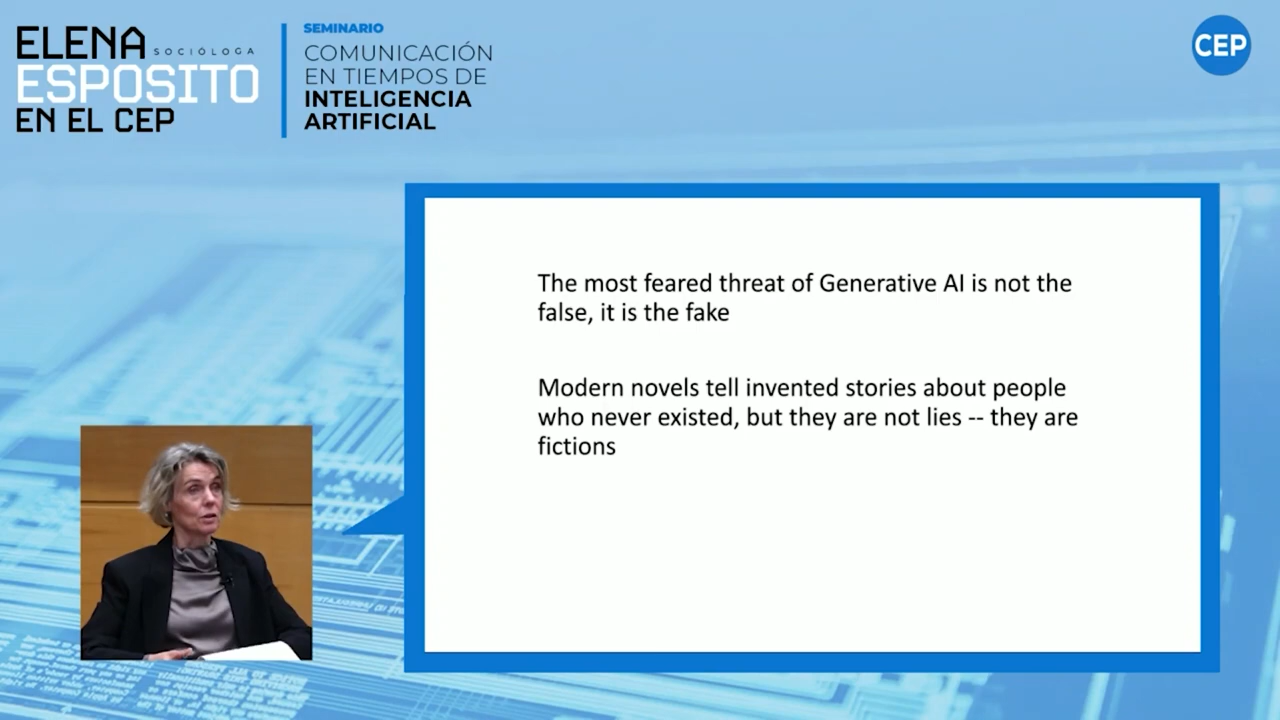 ELENA
SOCIÓLOGA
ESPOSITO
EN EL CEP
SEMINARIO
COMUNICACIÓN
EN TIEMPOS DE
INTELIGENCIA
ARTIFICIAL
CEP
The most feared threat of Generative AI is not the
false, it is the fake
Modern novels tell invented stories about people
who never existed, but they are not lies -- they are
fictions